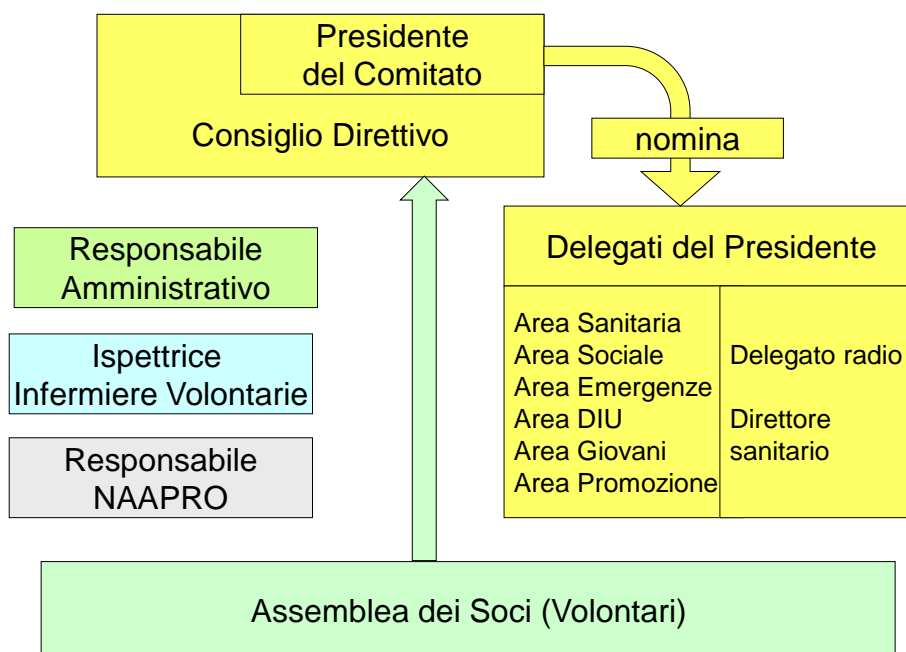 Presidente
del Comitato
Consiglio Direttivo
nomina
Responsabile
Amministrativo
Ispettrice
Infermiere Volontarie
Responsabile
NAAPRO
Delegati del Presidente
Area Sanitaria
Area Sociale
Area Emergenze
Area DIU
Area Giovani
Area Promozione
Delegato radio
Direttore
sanitario
Assemblea dei Soci (Volontari)